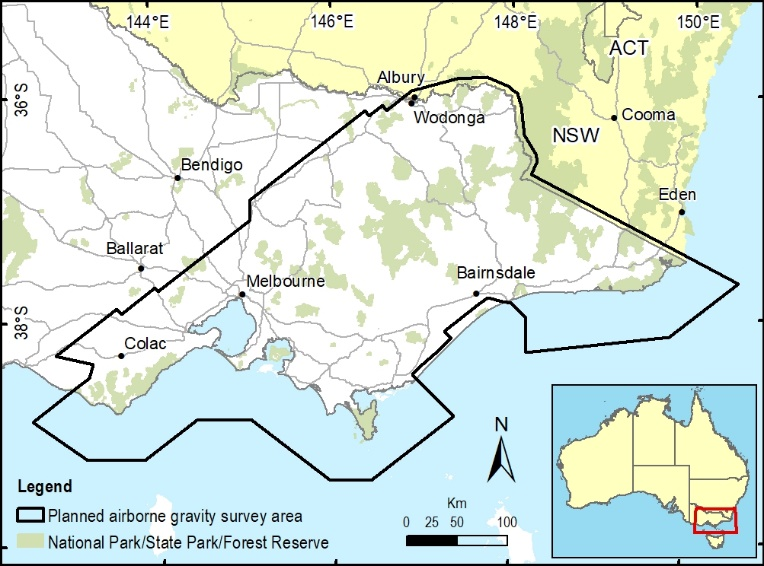 144°E
146°E
148°E
150°E
ACT
36°S
Albury
Wodonga
Cooma
NSW
Bendigo
Eden
Ballarat
Melbourne
Bairnsdale
38°S
Colac
N
Legend
Planned airborne gravity survey area
National Park/State Park/Forest Reserve
Km
0 25 50 100